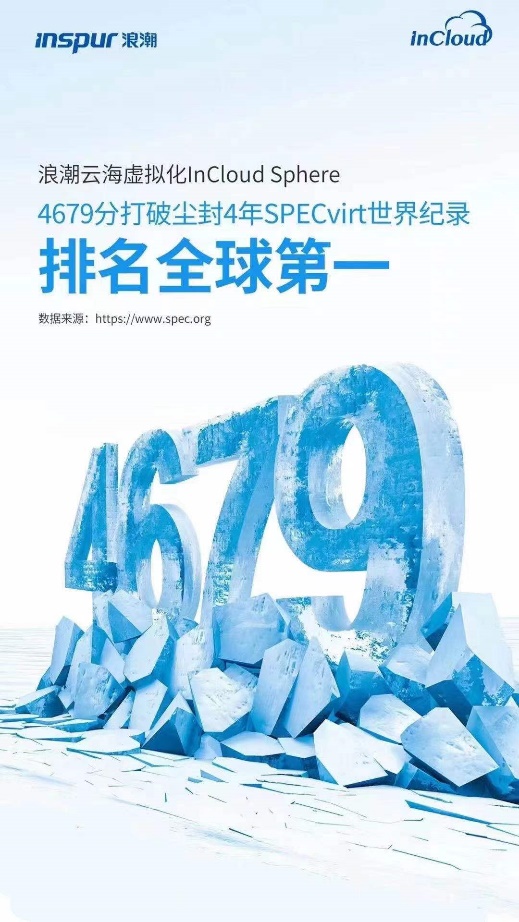 inspur 浪潮
inCloud
浪潮云海虚拟化InCloud Sphere
4679分打破尘封4年SPECvirt世界纪录
排名全球第一
数据来源：https://www.spec.org
4679